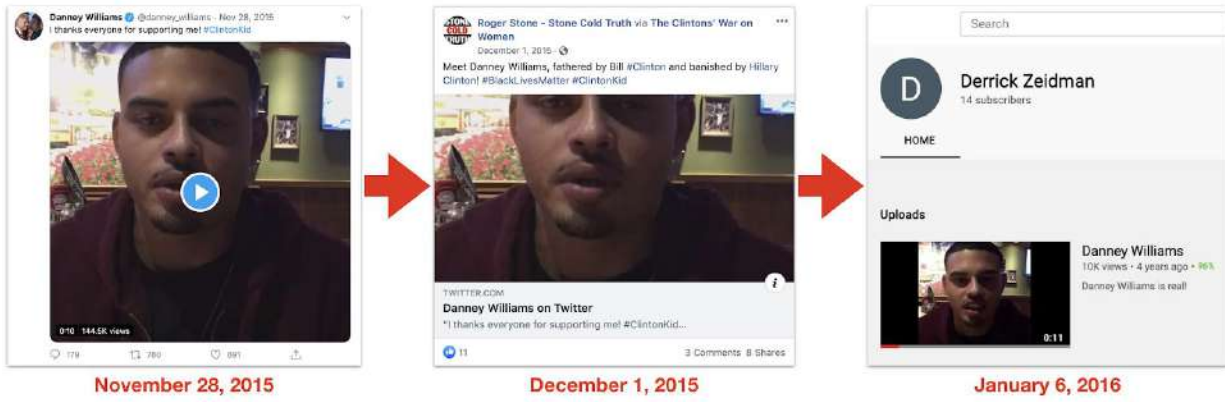 Danney Williams @danney_williams · Nov 28, 2015
I thanks everyone for supporting me! #ClintonKid
0:10 144.5K views
179 780 891
November 28, 2015
STONE COLD TRUTH
Roger Stone - Stone Cold Truth via The Clintons' War on
Women
December 1, 2015 ·
Meet Danney Williams, fathered by Bill #Clinton and banished by Hillary
Clinton! #BlackLivesMatter #ClintonKid
TWITTER.COM
Danney Williams on Twitter
"I thanks everyone for supporting me! #ClintonKid...
11
3 Comments 8 Shares
December 1, 2015
Search
D
Derrick Zeidman
14 subscribers
HOME
Uploads
Danney Williams
10K views • 4 years ago • 96%
Danney Williams is real!
0:11
January 6, 2016